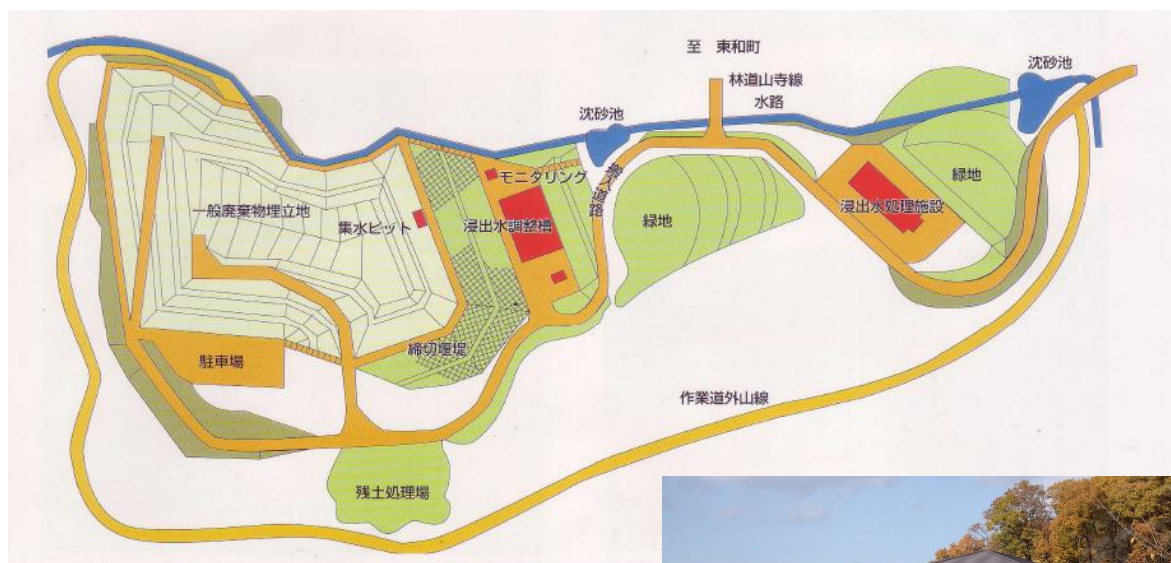 至 東和町
林道山寺線
水路
沈砂池
沈砂池
モニタリング
搬入道路
一般廃棄物埋立地
集水ピット
浸出水調整槽
緑地
浸出水処理施設
緑地
締切堰堤
駐車場
作業道外山線
残土処理場